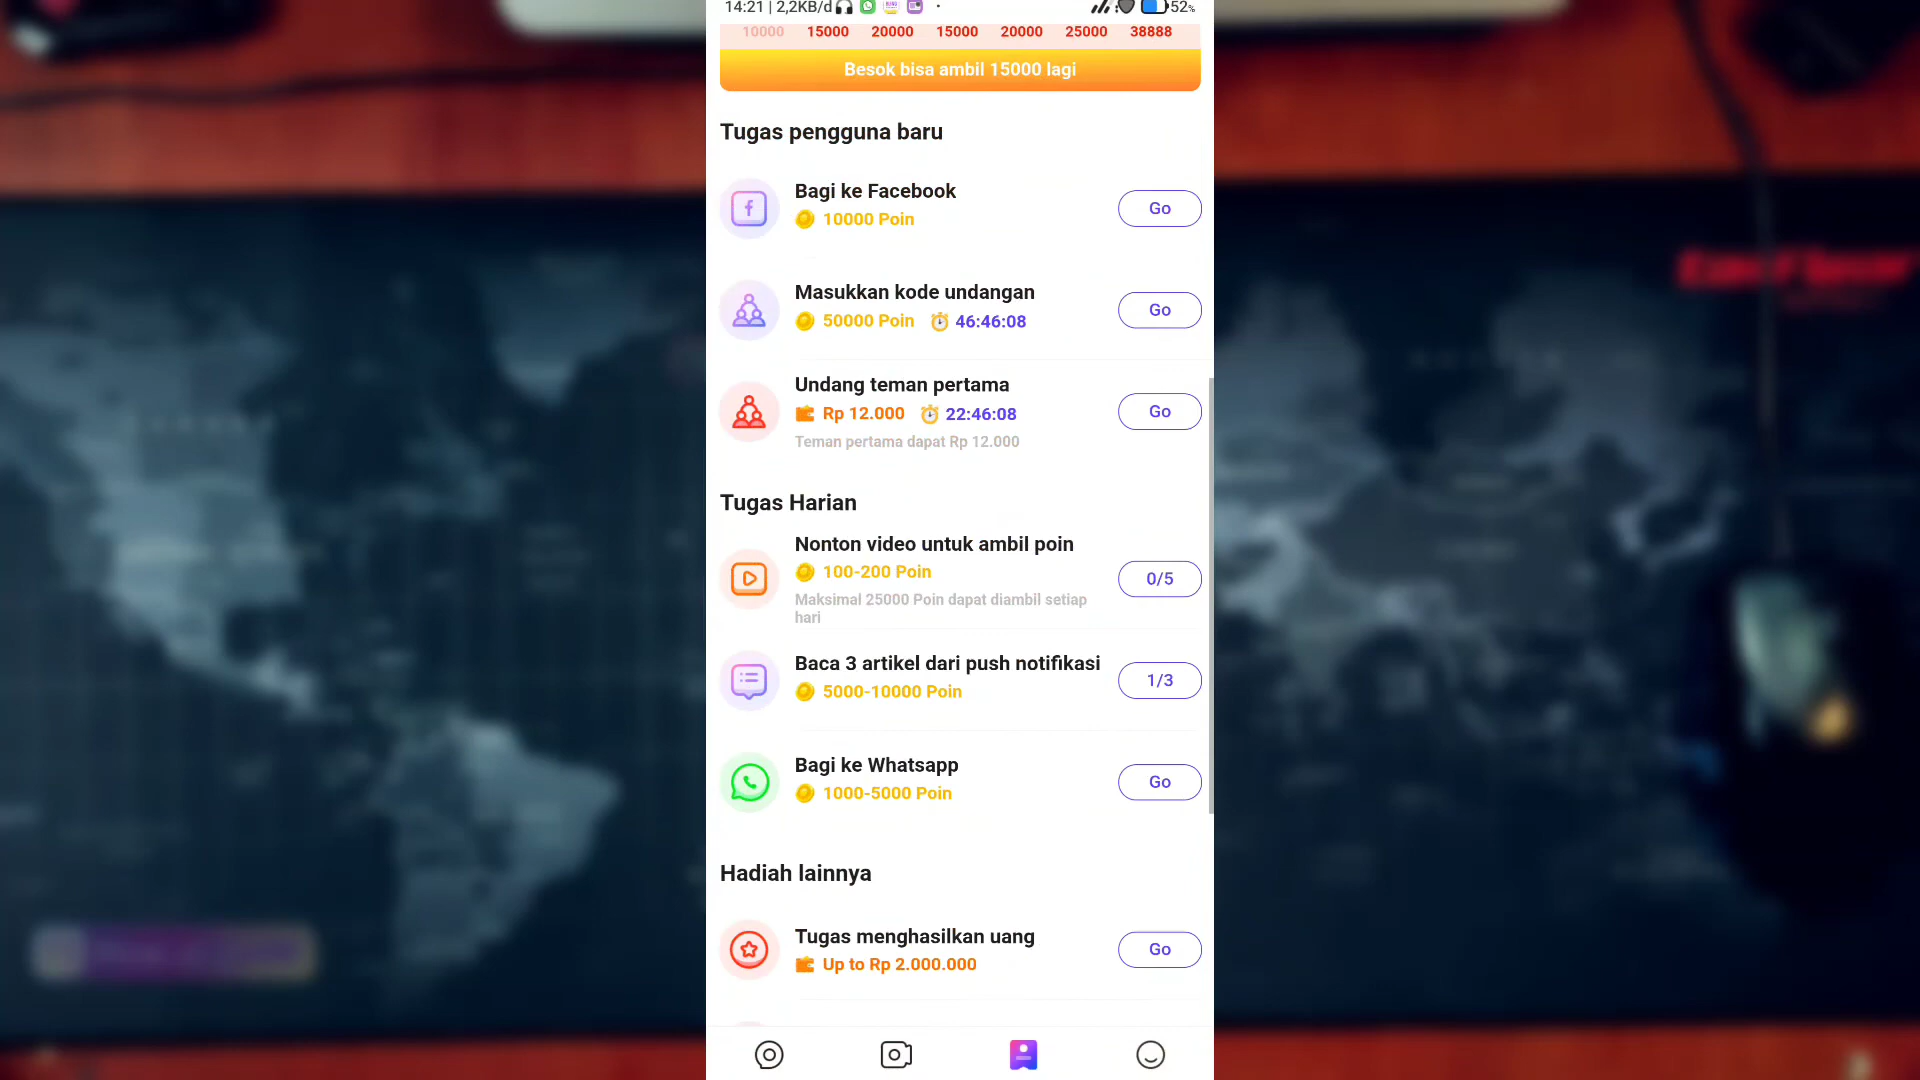 14:21 | 2,2KB/d
52%
10000 15000 20000 15000 20000 25000 38888
Besok bisa ambil 15000 lagi
Tugas pengguna baru
Bagi ke Facebook
10000 Poin
Go
Masukkan kode undangan
50000 Poin 46:46:08
Go
Undang teman pertama
Rp 12.000 22:46:08
Teman pertama dapat Rp 12.000
Go
Tugas Harian
Nonton video untuk ambil poin
100-200 Poin
Maksimal 25000 Poin dapat diambil setiap
hari
0/5
Baca 3 artikel dari push notifikasi
5000-10000 Poin
1/3
Bagi ke Whatsapp
1000-5000 Poin
Go
Hadiah lainnya
Tugas menghasilkan uang
Up to Rp 2.000.000
Go